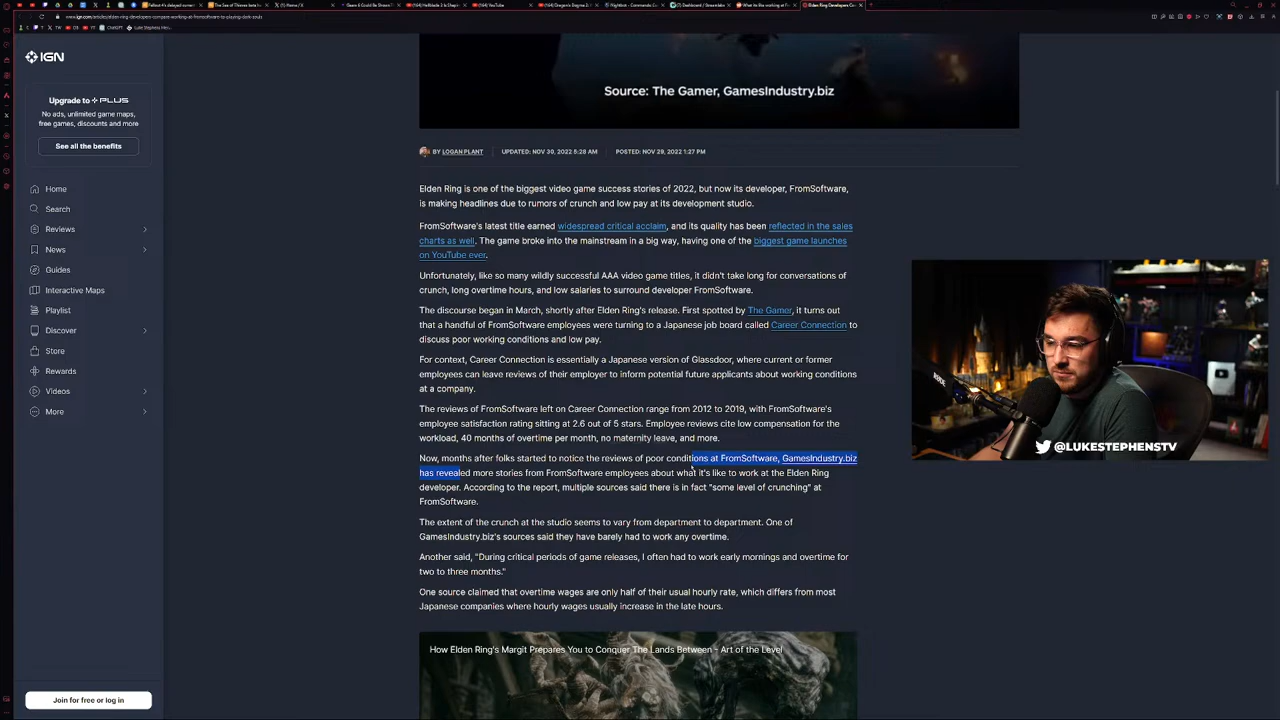 www.ign.com/articles/elden-ring-developers-compare-working-at-fromsoftware-to-playing-dark-souls
IGN
Upgrade to PLUS
No ads, unlimited game maps,
free games, discounts and more
See all the benefits
Home
Search
Reviews
News
Guides
Interactive Maps
Playlist
Discover
Store
Rewards
Videos
More
Join for free or log in
Source: The Gamer, GamesIndustry.biz
BY LOGAN PLANT
UPDATED: NOV 30, 2022 5:28 AM
POSTED: NOV 29, 2022 1:27 PM
Elden Ring is one of the biggest video game success stories of 2022, but now its developer, FromSoftware,
is making headlines due to rumors of crunch and low pay at its development studio.
FromSoftware's latest title earned widespread critical acclaim, and its quality has been reflected in the sales
charts as well. The game broke into the mainstream in a big way, having one of the biggest game launches
on YouTube ever.
Unfortunately, like so many wildly successful AAA video game titles, it didn't take long for conversations of
crunch, long overtime hours, and low salaries to surround developer FromSoftware.
The discourse began in March, shortly after Elden Ring's release. First spotted by The Gamer, it turns out
that a handful of FromSoftware employees were turning to a Japanese job board called Career Connection to
discuss poor working conditions and low pay.
For context, Career Connection is essentially a Japanese version of Glassdoor, where current or former
employees can leave reviews of their employer to inform potential future applicants about working conditions
at a company.
The reviews of FromSoftware left on Career Connection range from 2012 to 2019, with FromSoftware's
employee satisfaction rating sitting at 2.6 out of 5 stars. Employee reviews cite low compensation for the
workload, 40 months of overtime per month, no maternity leave, and more.
Now, months after folks started to notice the reviews of poor conditions at FromSoftware, GamesIndustry.biz
has revealed more stories from FromSoftware employees about what it's like to work at the Elden Ring
developer. According to the report, multiple sources said there is in fact "some level of crunching" at
FromSoftware.
The extent of the crunch at the studio seems to vary from department to department. One of
GamesIndustry.biz's sources said they have barely had to work any overtime.
Another said, "During critical periods of game releases, I often had to work early mornings and overtime for
two to three months."
One source claimed that overtime wages are only half of their usual hourly rate, which differs from most
Japanese companies where hourly wages usually increase in the late hours.
How Elden Ring's Margit Prepares You to Conquer The Lands Between - Art of the Level
@LUKESTEPHENSTV